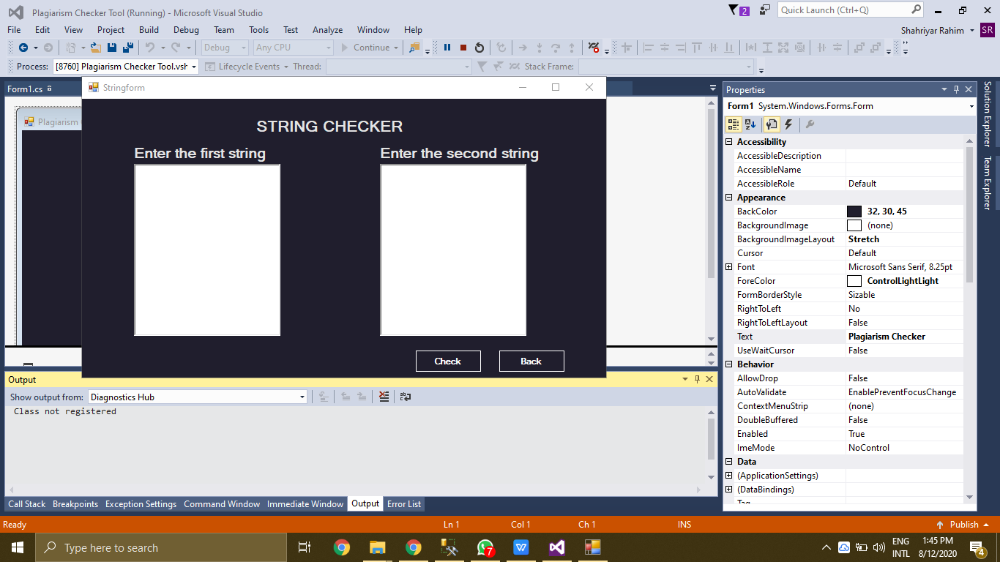 Plagiarism Checker Tool (Running) - Microsoft Visual Studio
2
Quick Launch (Ctrl+Q)
File Edit View Project Build Debug Team Tools Test Analyze Window Help
Shahriyar Rahim
SR
Debug Any CPU Continue
Process: [8760] Plagiarism Checker Tool.vsh Lifecycle Events Thread: Stack Frame:
Form1.cs
Plagiarism
Stringform
STRING CHECKER
Enter the first string
Enter the second string
Check
Back
Output
Show output from: Diagnostics Hub
Class not registered
Call Stack Breakpoints Exception Settings Command Window Immediate Window Output Error List
Properties
Form1 System.Windows.Forms.Form
Accessibility
AccessibleDescription
AccessibleName
AccessibleRole Default
Appearance
BackColor 32, 30, 45
BackgroundImage (none)
BackgroundImageLayout Stretch
Cursor Default
Font Microsoft Sans Serif, 8.25pt
ForeColor ControlLightLight
FormBorderStyle Sizable
RightToLeft No
RightToLeftLayout False
Text Plagiarism Checker
UseWaitCursor False
Behavior
AllowDrop False
AutoValidate EnablePreventFocusChange
ContextMenuStrip (none)
DoubleBuffered False
Enabled True
ImeMode NoControl
Data
(ApplicationSettings)
(DataBindings)
Tag
Solution Explorer
Team Explorer
Ready Ln 1 Col 1 Ch 1 INS Publish
Type here to search
7
ENG
INTL
1:45 PM
8/12/2020
4